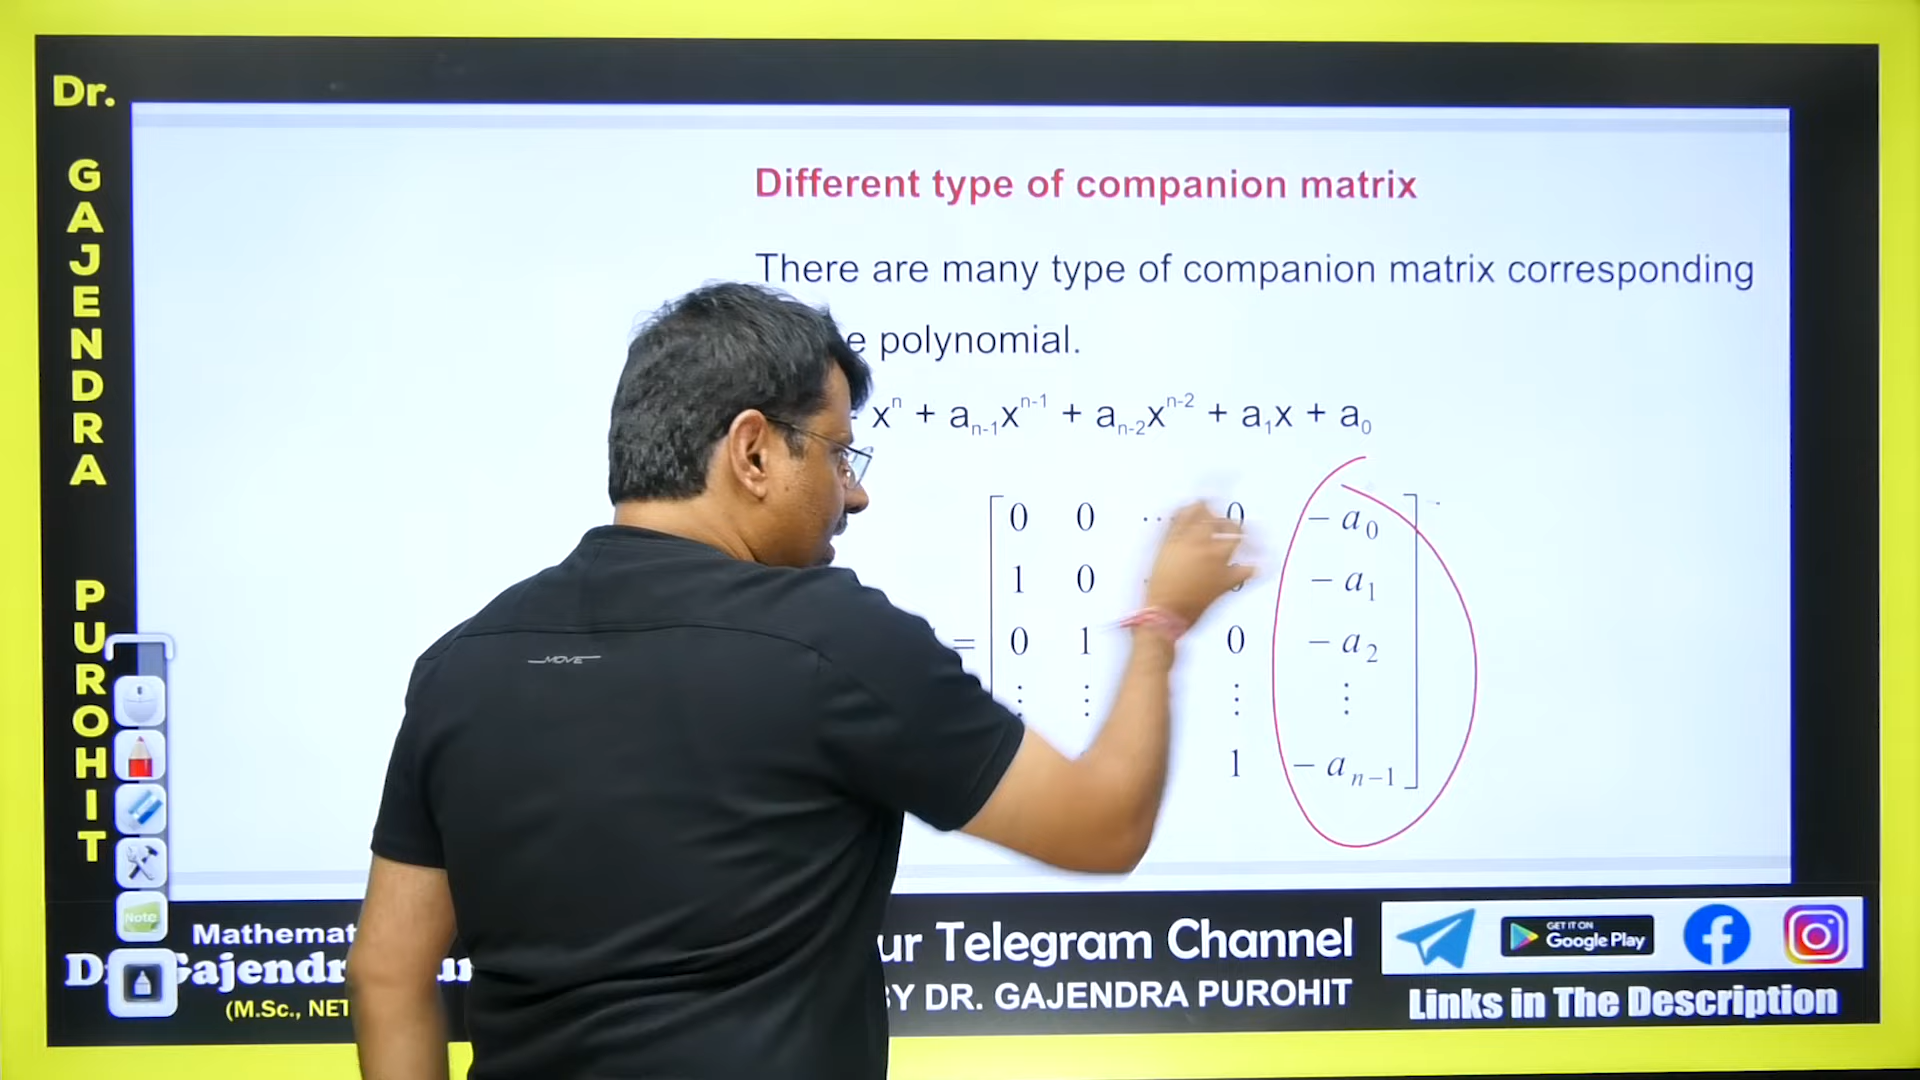 Dr.
GAJENDRA
PUROHIT
Different type of companion matrix
There are many type of companion matrix corresponding
polynomial.
xⁿ + aₙ₋₁xⁿ⁻¹ + aₙ₋₂xⁿ⁻² + a₁x + a₀
0 0 ⋯ 0 − a₀
1 0 − a₁
= 0 1 0 − a₂
⋮ ⋮ ⋮ ⋮
1 − aₙ₋₁
MOVE
Note
(M.Sc., NET
Telegram Channel
DR. GAJENDRA PUROHIT
GET IT ON
Google Play
Links in The Description